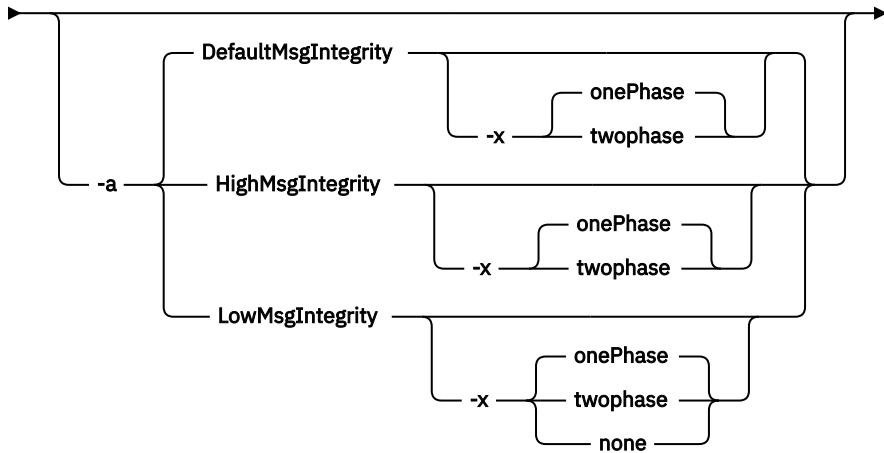 DefaultMsgIntegrity
onePhase
-x twophase
-a HighMsgIntegrity
onePhase
-x twophase
LowMsgIntegrity
onePhase
-x twophase
none